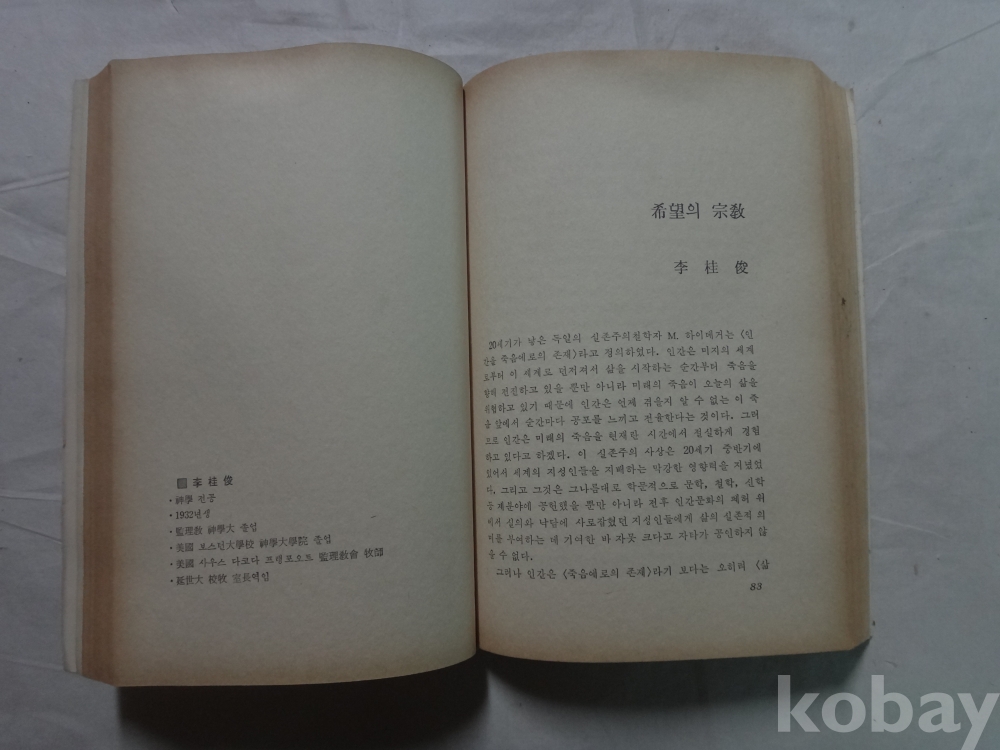 李桂俊
·神學 전공
·1932년생
·監理敎 神學大 졸업
·美國 보스턴大學校 神學大學院 졸업
·美國 사우스 다코다 프랭포오트 監理敎會 牧師
·延世大 校牧 室長역임
希望의 宗敎
李 桂 俊
20세기가 낳은 독일의 실존주의철학자 M. 하이데거는 《인
간을 죽음에로의 존재》라고 정의하였다. 인간은 미지의 세계
로부터 이 세계로 던져져서 삶을 시작하는 순간부터 죽음을
향해 전진하고 있을 뿐만 아니라 미래의 죽음이 오늘의 삶을
위협하고 있기 때문에 인간은 언제 겪을지 알 수 없는 이 죽
음 앞에서 순간마다 공포를 느끼고 전율한다는 것이다. 그러
므로 인간은 미래의 죽음을 현재란 시간에서 절실하게 경험
하고 있다고 하겠다. 이 실존주의 사상은 20세기 중반기에
있어서 세계의 지성인들을 지배하는 막강한 영향력을 지녔었
다. 그리고 그것은 그나름대로 학문적으로 문학, 철학, 신학
등 제분야에 공헌했을 뿐만 아니라 전후 인간문화의 폐허 위
에서 실의와 낙담에 사로잡혔던 지성인들에게 삶의 실존적 의
미를 부여하는 데 기여한 바 자못 크다고 자타가 공인하지 않
을 수 없다.
그러나 인간은 《죽음에로의 존재》라기 보다는 오히려 《삶
83
kobay